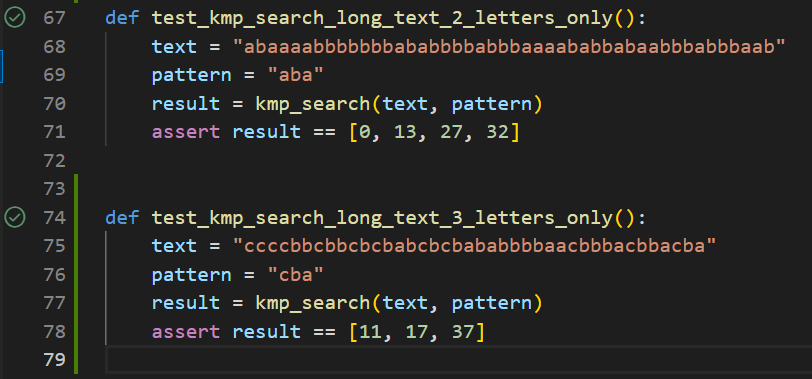 67 def test_kmp_search_long_text_2_letters_only():
68 text = "abaaaabbbbbbbababbbbabbbaaaababbabaabbbabbbaab"
69 pattern = "aba"
70 result = kmp_search(text, pattern)
71 assert result == [0, 13, 27, 32]
72
73
74 def test_kmp_search_long_text_3_letters_only():
75 text = "ccccbbcbbcbcbabcbcbababbbbaacbbbacbbacba"
76 pattern = "cba"
77 result = kmp_search(text, pattern)
78 assert result == [11, 17, 37]
79